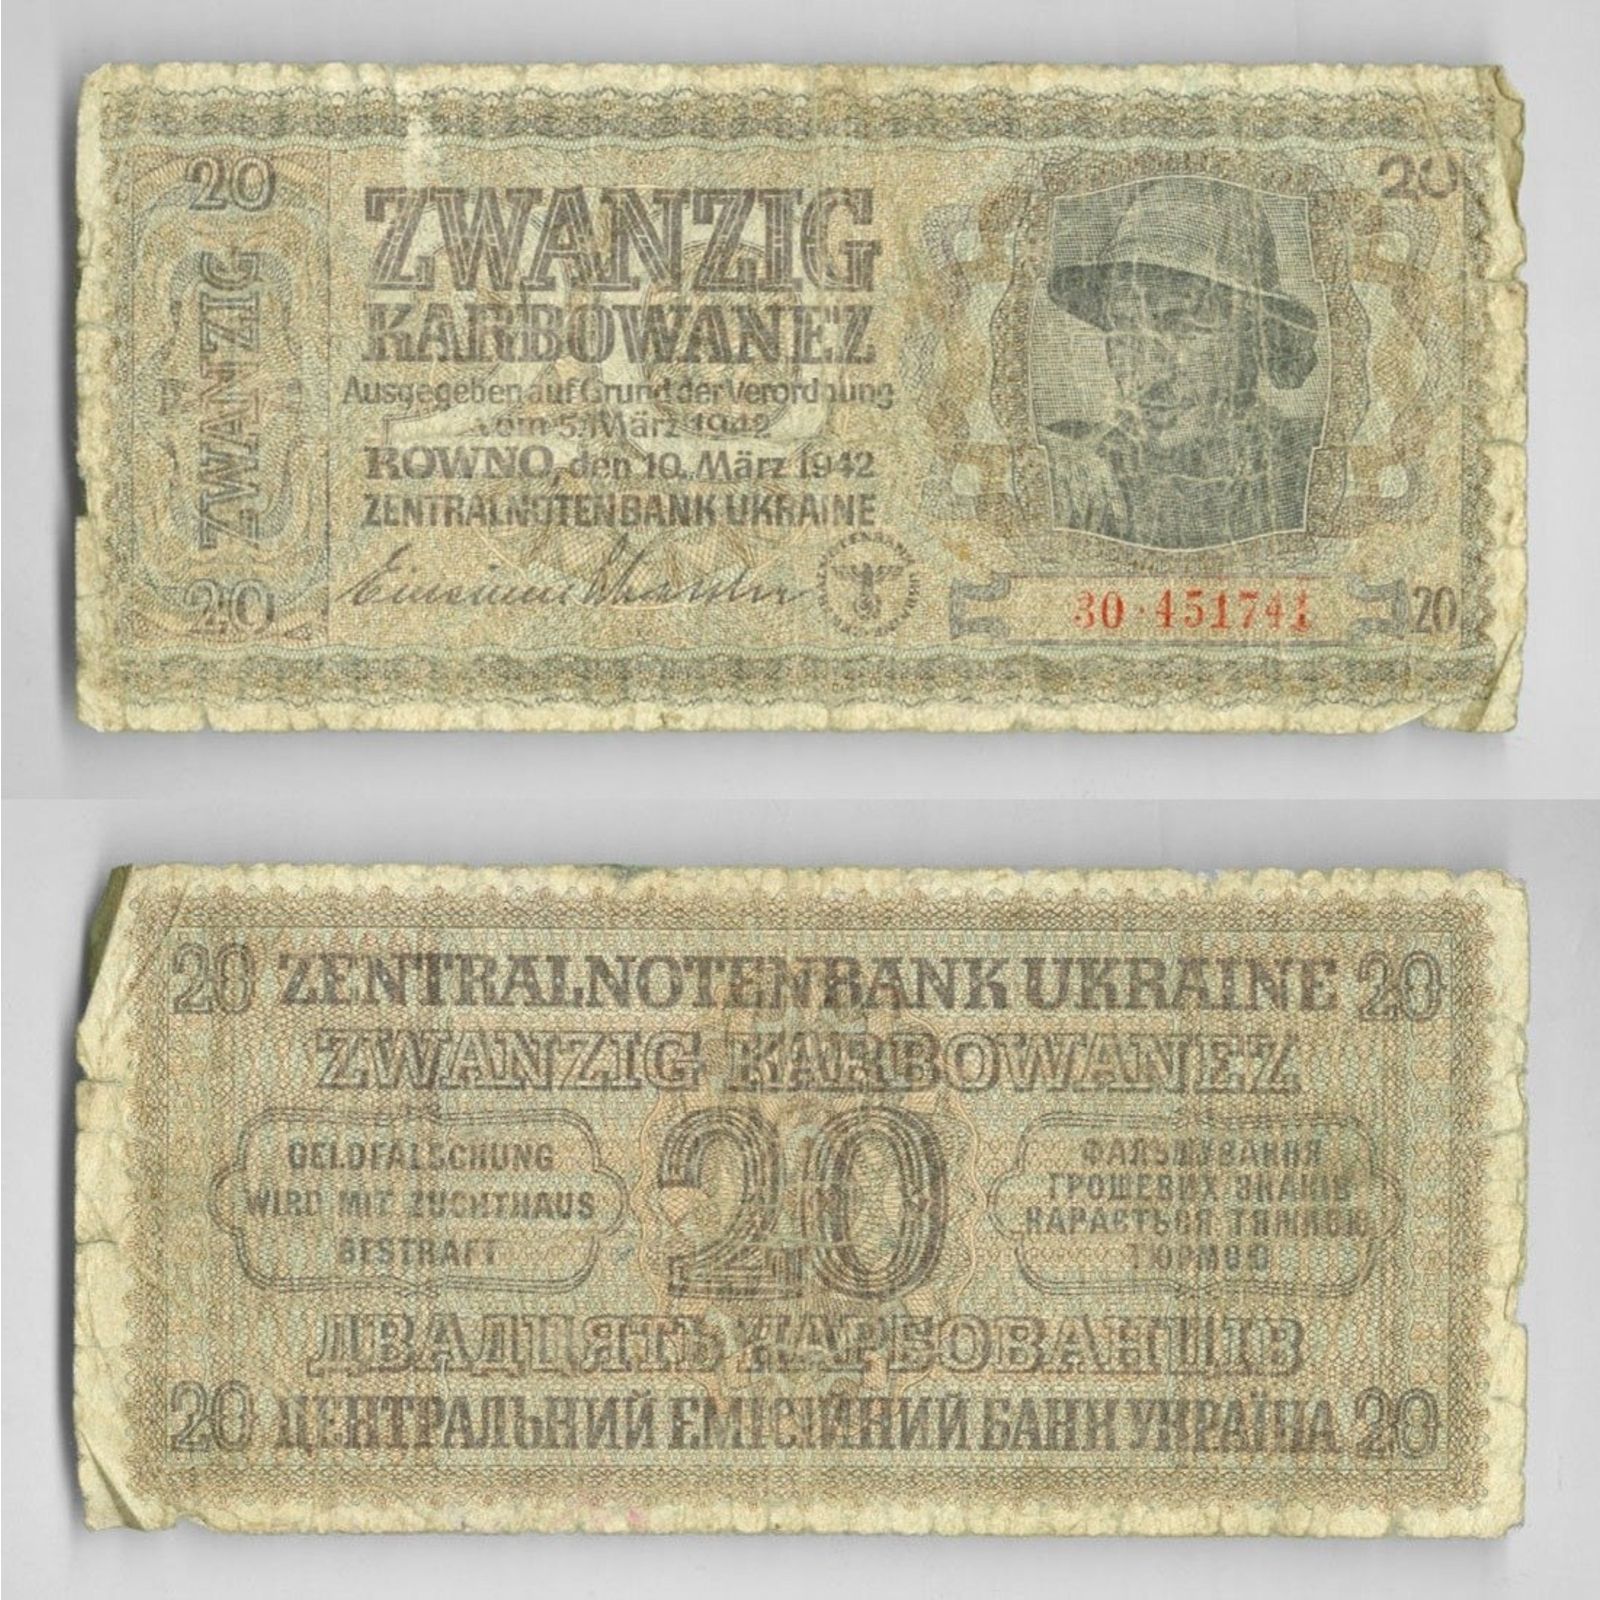 20
20
ZWANZIG
ZWANZIG
KARBOWANEZ
Ausgegeben auf Grund der Verordnung
vom 5. März 1942
ROWNO, den 10. März 1942
ZENTRALNOTENBANK UKRAINE
20
30·451741
20
20 ZENTRALNOTENBANK UKRAINE 20
ZWANZIG KARBOWANEZ
GELDFÄLSCHUNG
WIRD MIT ZUCHTHAUS
BESTRAFT
20
ФАЛЬШУВАННЯ
ГРОШЕВИХ ЗНАКІВ
КАРАЄТЬСЯ ТЯЖКОЮ
ТЮРМОЮ
ДВАДЦЯТЬ КАРБОВАНЦІВ
20 ЦЕНТРАЛЬНИЙ ЕМІСІЙНИЙ БАНК УКРАЇНА 20